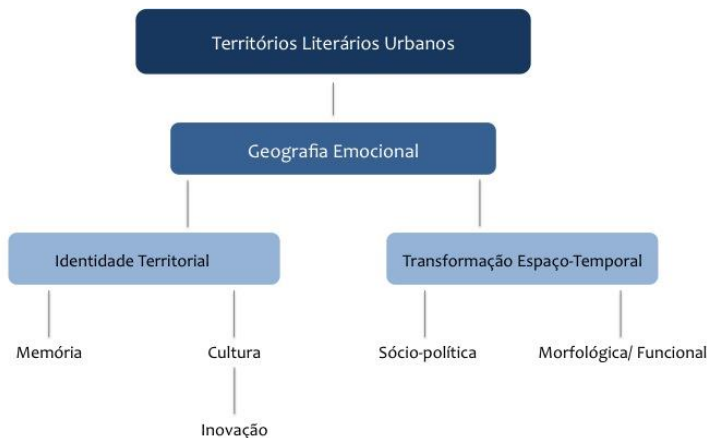 Territórios Literários Urbanos
Geografia Emocional
Identidade Territorial
Transformação Espaço-Temporal
Memória
Cultura
Sócio-política
Morfológica/ Funcional
Inovação